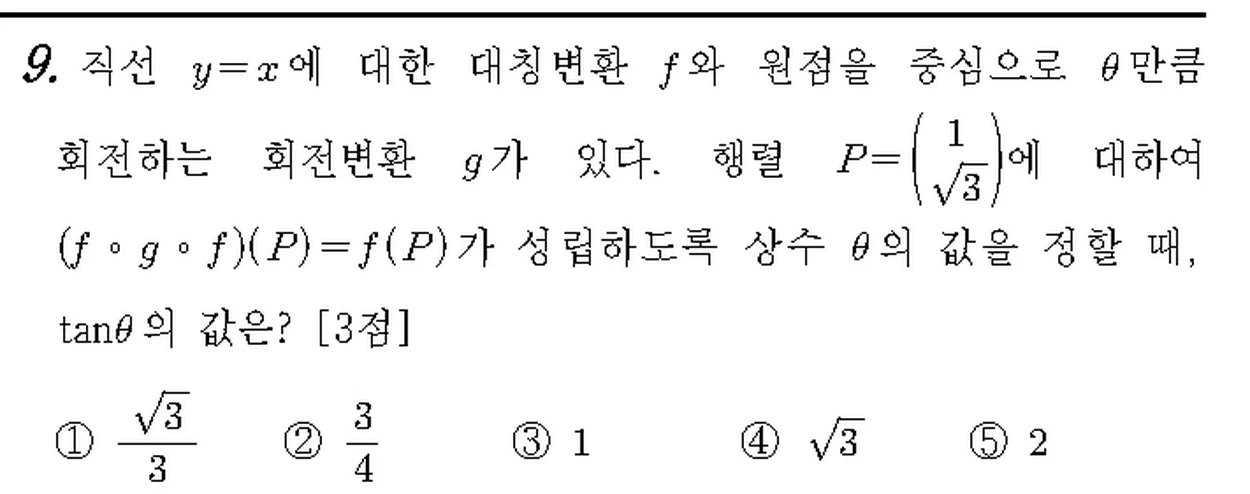 9. 직선 y=x에 대한 대칭변환 f와 원점을 중심으로 θ만큼
회전하는 회전변환 g가 있다. 행렬 P=(1 √3)에 대하여
(f∘g∘f)(P)=f(P)가 성립하도록 상수 θ의 값을 정할 때,
tanθ의 값은? [3점]
① √3/3 ② 3/4 ③ 1 ④ √3 ⑤ 2